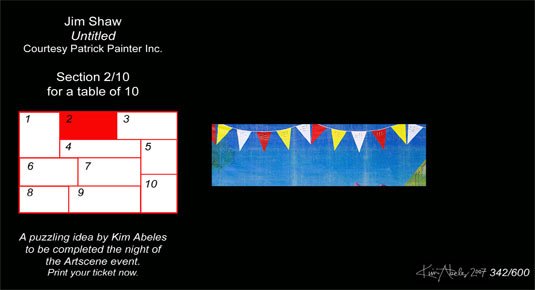 Jim Shaw
Untitled
Courtesy Patrick Painter Inc.
Section 2/10
for a table of 10
1 2 3
4 5
6 7
8 9 10
A puzzling idea by Kim Abeles
to be completed the night of
the Artscene event.
Print your ticket now.
Kim Abeles 2007 342/600